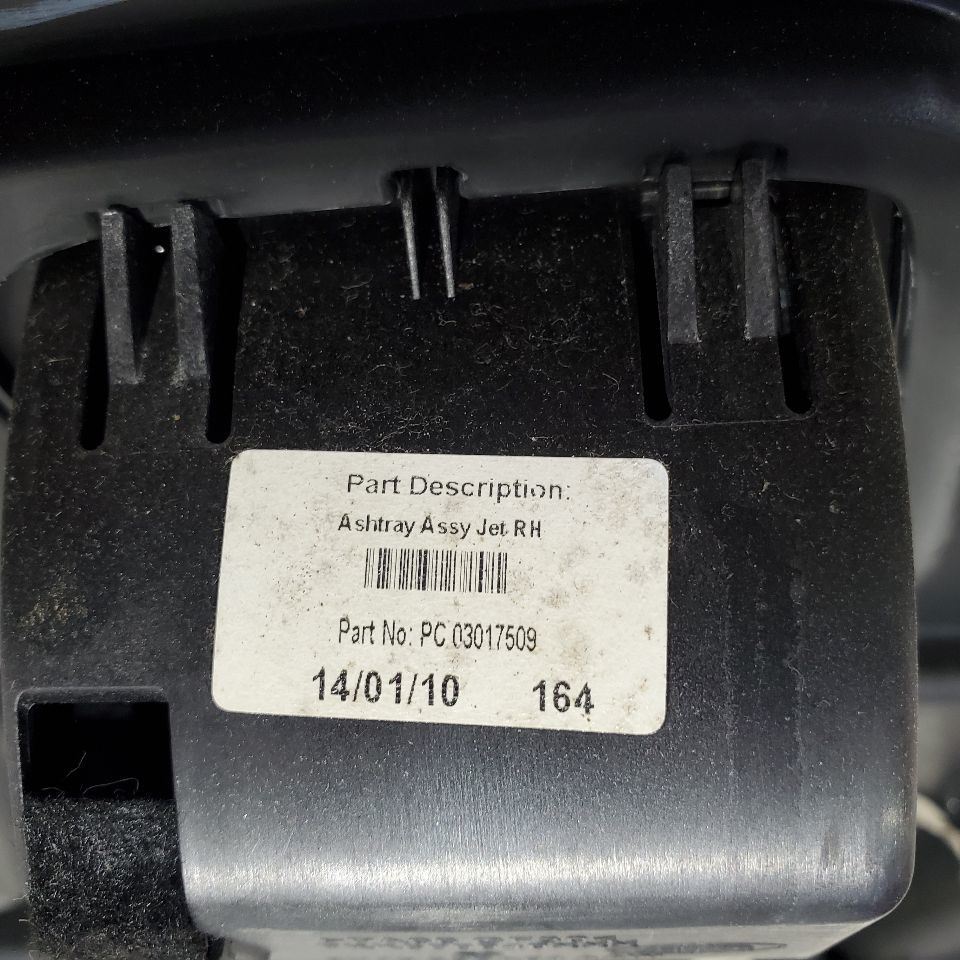 Part Description:
Ashtray Assy Jet RH
Part No: PC 03017509
14/01/10 164